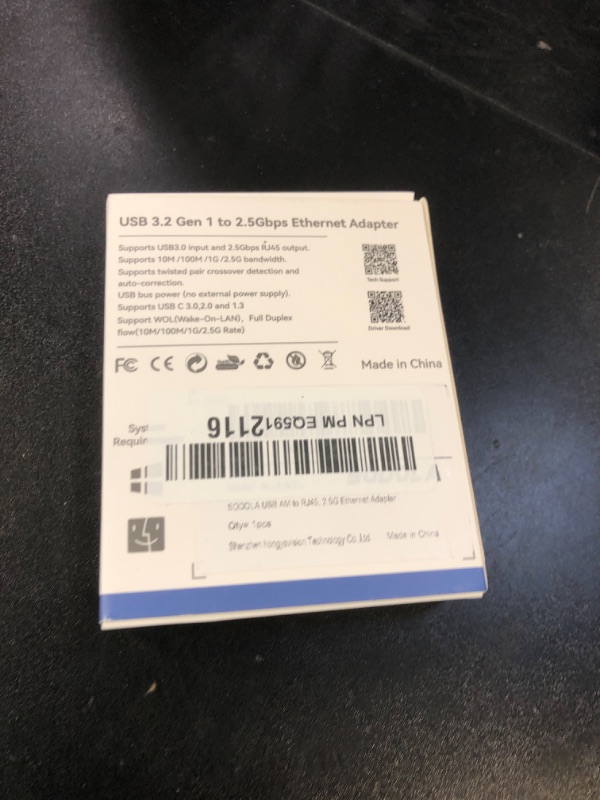 USB 3.2 Gen 1 to 2.5Gbps Ethernet Adapter
Supports USB3.0 input and 2.5Gbps RJ45 output.
Supports 10M /100M /1G /2.5G bandwidth.
Supports twisted pair crossover detection and
auto-correction.
USB bus power (no external power supply).
Supports USB C 3.0,2.0 and 1.3
Support WOL(Wake-On-LAN), Full Duplex
flow(10M/100M/1G/2.5G Rate)
Tech Support
Driver Download
FC CE
Made in China
Requir
LPN PM EQ5912116
USB AM to RJ45, 2.5G Ethernet Adapter
Qty: 1pcs
Technology Co.,Ltd Made in China